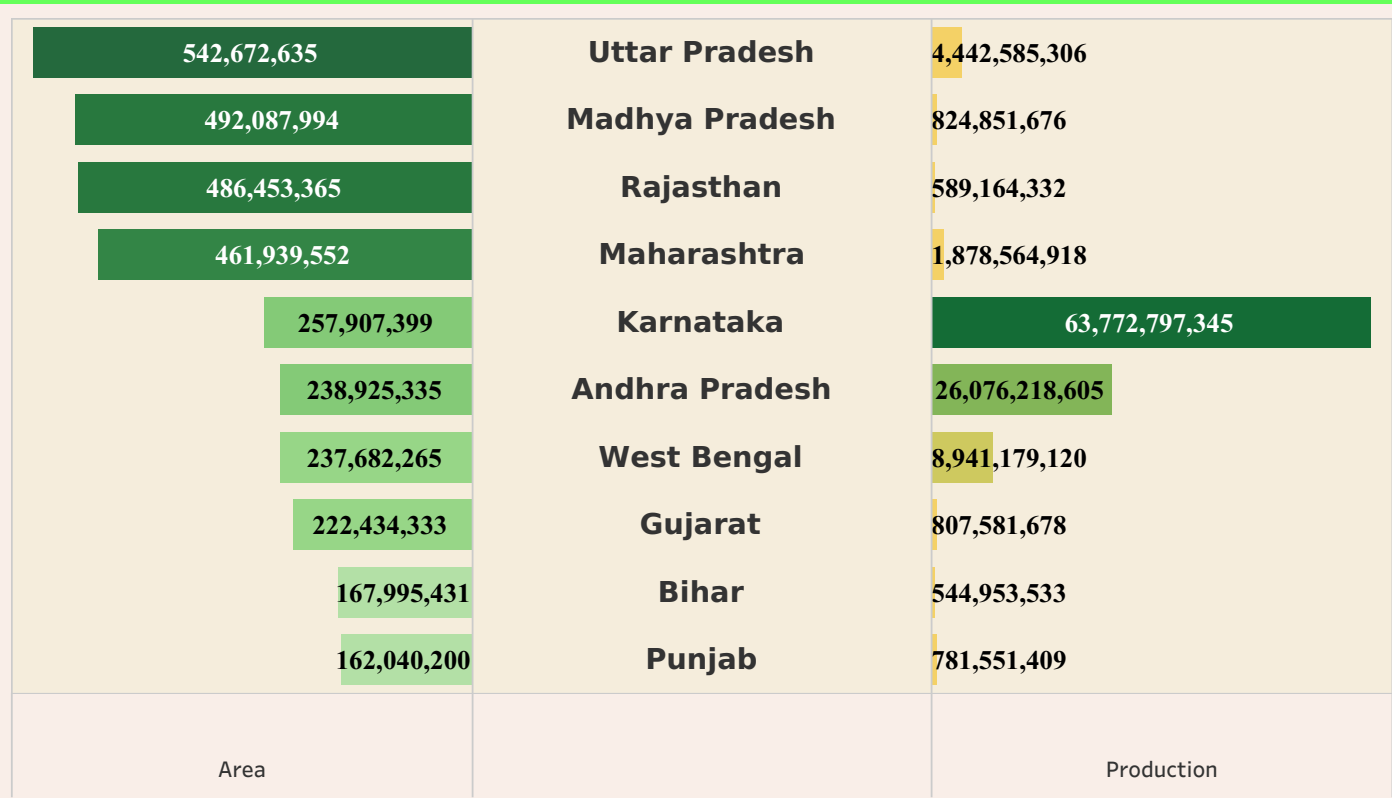 542,672,635 Uttar Pradesh 4,442,585,306
492,087,994 Madhya Pradesh 824,851,676
486,453,365 Rajasthan 589,164,332
461,939,552 Maharashtra 1,878,564,918
257,907,399 Karnataka 63,772,797,345
238,925,335 Andhra Pradesh 26,076,218,605
237,682,265 West Bengal 8,941,179,120
222,434,333 Gujarat 807,581,678
167,995,431 Bihar 544,953,533
162,040,200 Punjab 781,551,409
Area Production